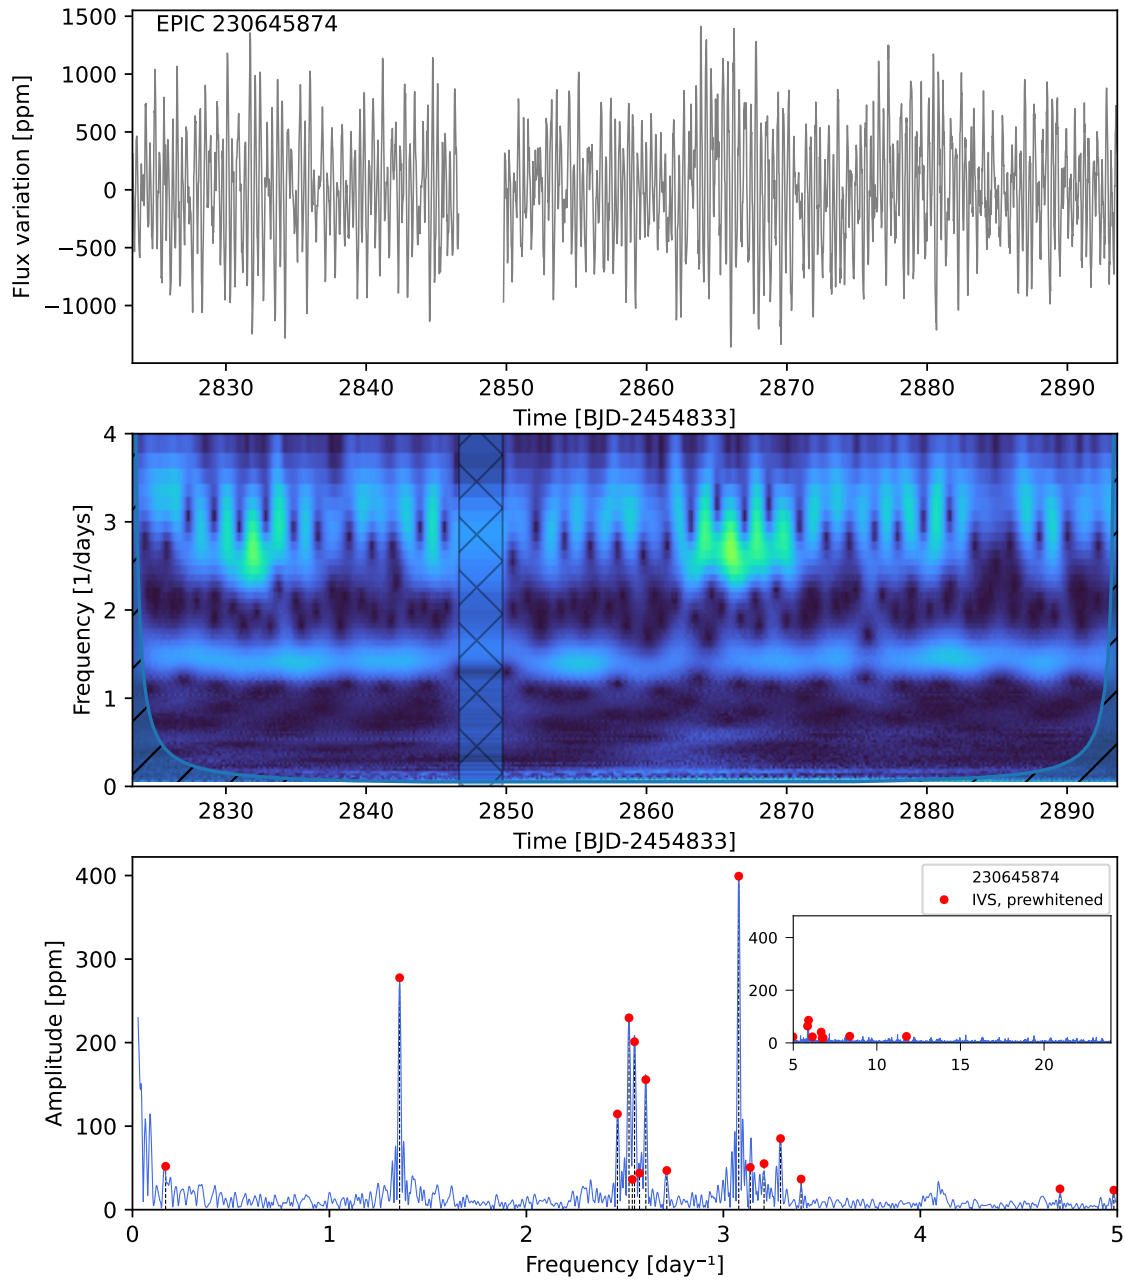 EPIC 230645874
Flux variation [ppm]
1500
1000
500
0
−500
−1000
2830 2840 2850 2860 2870 2880 2890
Time [BJD-2454833]
Frequency [1/days]
4
3
2
1
0
2830 2840 2850 2860 2870 2880 2890
Time [BJD-2454833]
Amplitude [ppm]
400
300
200
100
0
230645874
IVS, prewhitened
400
200
0
5 10 15 20
0 1 2 3 4 5
Frequency [day⁻¹]